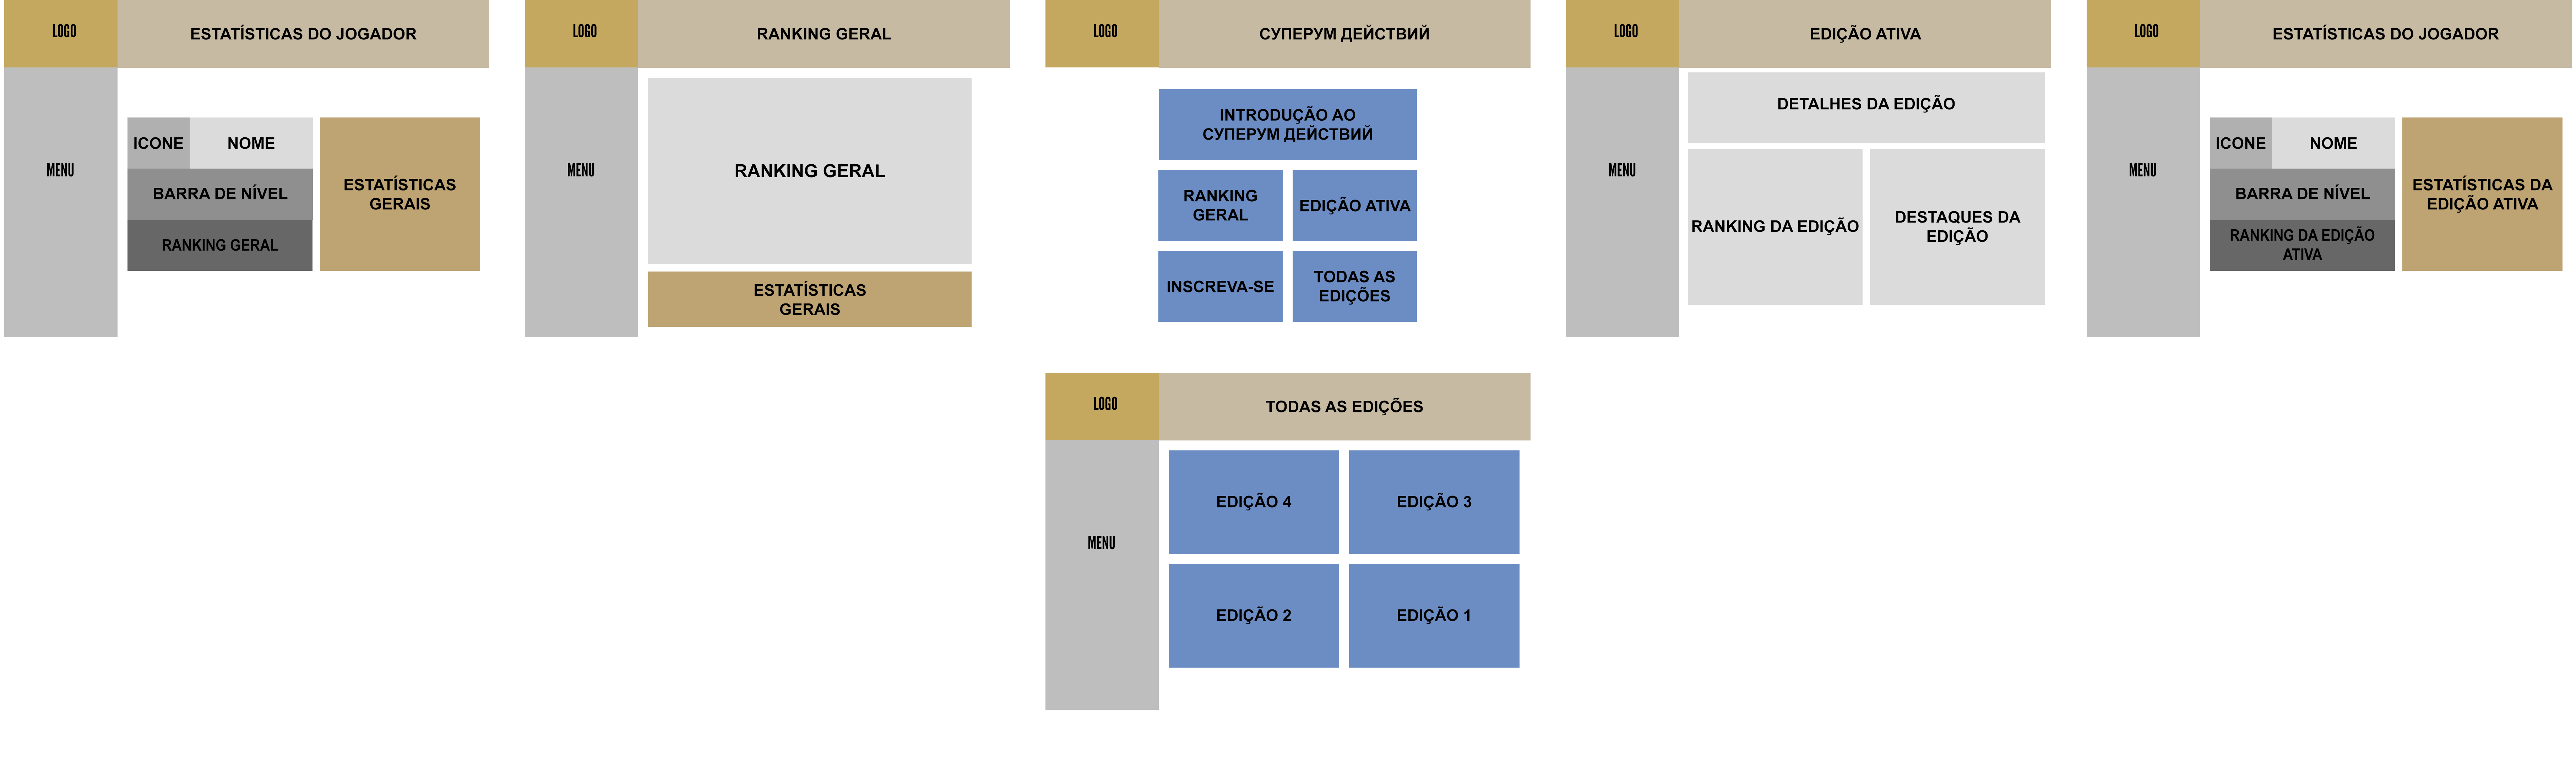 LOGO
ESTATÍSTICAS DO JOGADOR
MENU
ICONE
NOME
BARRA DE NÍVEL
RANKING GERAL
ESTATÍSTICAS
GERAIS
LOGO
RANKING GERAL
MENU
RANKING GERAL
ESTATÍSTICAS
GERAIS
LOGO
СУПЕРУМ ДЕЙСТВИЙ
INTRODUÇÃO AO
СУПЕРУМ ДЕЙСТВИЙ
RANKING
GERAL
EDIÇÃO ATIVA
INSCREVA-SE
TODAS AS
EDIÇÕES
LOGO
EDIÇÃO ATIVA
MENU
DETALHES DA EDIÇÃO
RANKING DA EDIÇÃO
DESTAQUES DA
EDIÇÃO
LOGO
ESTATÍSTICAS DO JOGADOR
MENU
ICONE
NOME
BARRA DE NÍVEL
RANKING DA EDIÇÃO
ATIVA
ESTATÍSTICAS DA
EDIÇÃO ATIVA
LOGO
TODAS AS EDIÇÕES
MENU
EDIÇÃO 4
EDIÇÃO 3
EDIÇÃO 2
EDIÇÃO 1